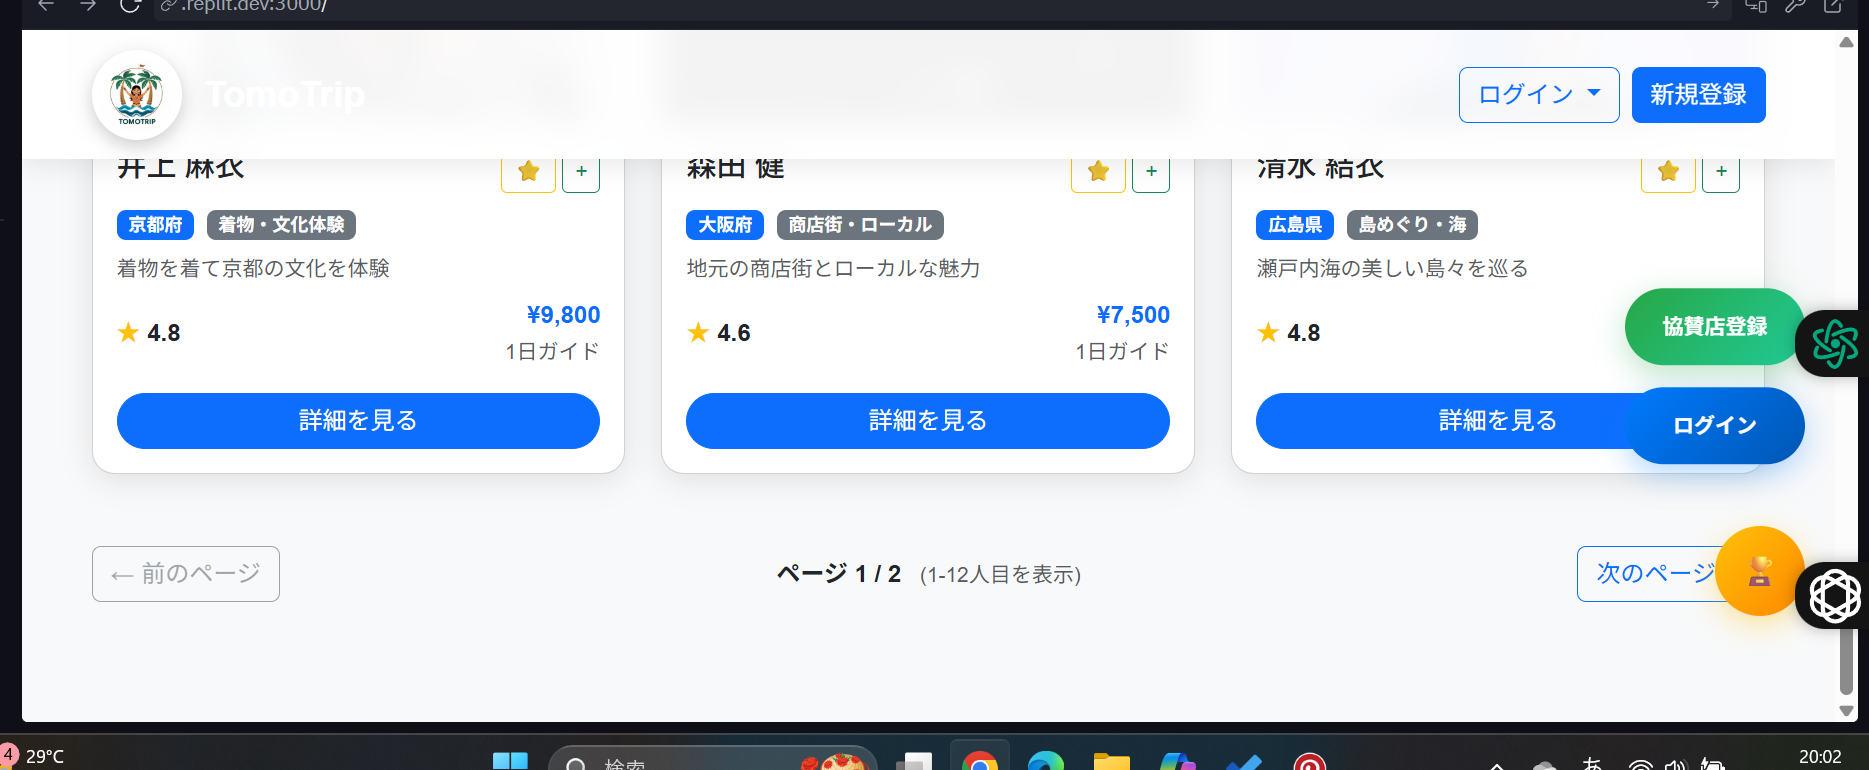 .replit.dev:3000/
TOMOTRIP
TomoTrip
ログイン
新規登録
井上 麻衣
森田 健
清水 結衣
+
+
+
京都府 着物・文化体験
大阪府 商店街・ローカル
広島県 島めぐり・海
着物を着て京都の文化を体験
地元の商店街とローカルな魅力
瀬戸内海の美しい島々を巡る
¥9,800
¥7,500
★ 4.8
★ 4.6
★ 4.8
1日ガイド
1日ガイド
協賛店登録
詳細を見る
詳細を見る
詳細を見る
ログイン
← 前のページ
ページ 1 / 2 (1-12人目を表示)
次のページ
4
29°C
検索
あ
20:02